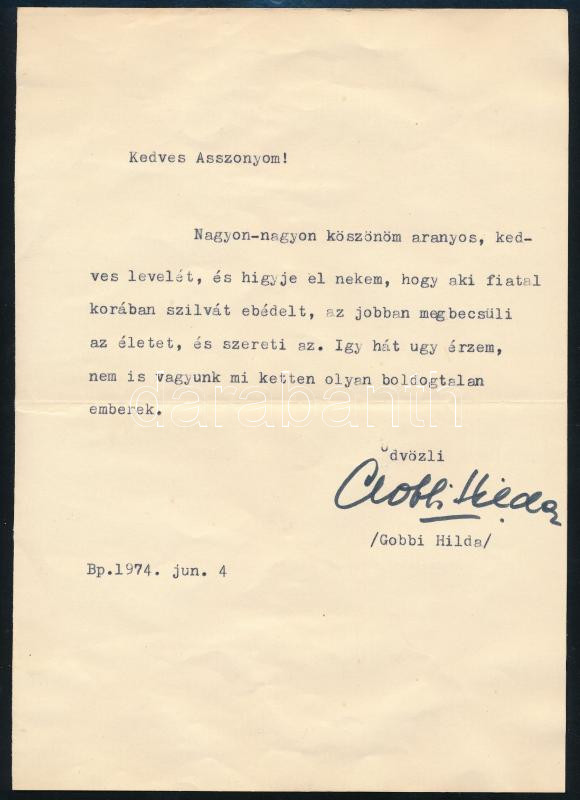 Kedves Asszonyom!
Nagyon-nagyon köszönöm aranyos, ked-
ves levelét, és higyje el nekem, hogy aki fiatal
korában szilvát ebédelt, az jobban megbecsüli
az életet, és szereti az. Igy hát ugy érzem,
nem is vagyunk mi ketten olyan boldogtalan
emberek.
darabanth
Üdvözli
Gobbi Hilda
/Gobbi Hilda/
Bp.1974. jun. 4